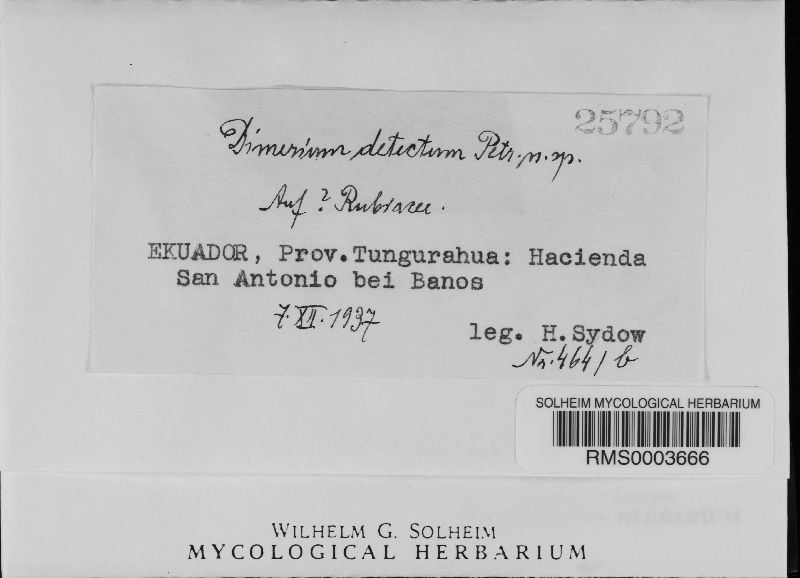 25792
Dimerium detectum Petr. n. sp.
Auf ? Rubiacee.
EKUADOR, Prov. Tungurahua: Hacienda
San Antonio bei Banos
7. XII. 1937
leg. H. Sydow
Nr. 464/b
SOLHEIM MYCOLOGICAL HERBARIUM
RMS0003666
WILHELM G. SOLHEIM
MYCOLOGICAL HERBARIUM